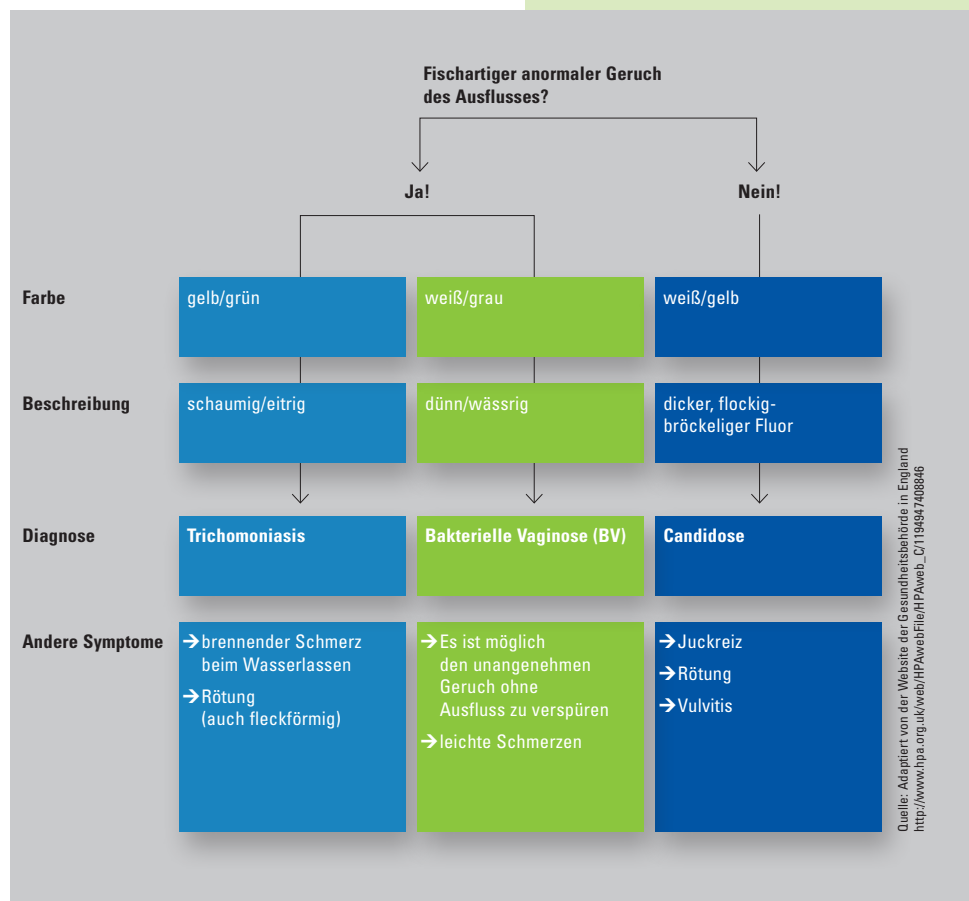 Fischartiger anormaler Geruch
des Ausflusses?
Ja!
Nein!
Farbe
gelb/grün
weiß/grau
weiß/gelb
Beschreibung
schaumig/eitrig
dünn/wässrig
dicker, flockig-
bröckeliger Fluor
Diagnose
Trichomoniasis
Bakterielle Vaginose (BV)
Candidose
Andere Symptome
➔ brennender Schmerz
beim Wasserlassen
➔ Rötung
(auch fleckförmig)
➔ Es ist möglich
den unangenehmen
Geruch ohne
Ausfluss zu verspüren
➔ leichte Schmerzen
➔ Juckreiz
➔ Rötung
➔ Vulvitis
Quelle: Adaptiert von der Website der Gesundheitsbehörde in England
http://www.hpa.org.uk/web/HPAwebFile/HPAweb_C/1194947408846